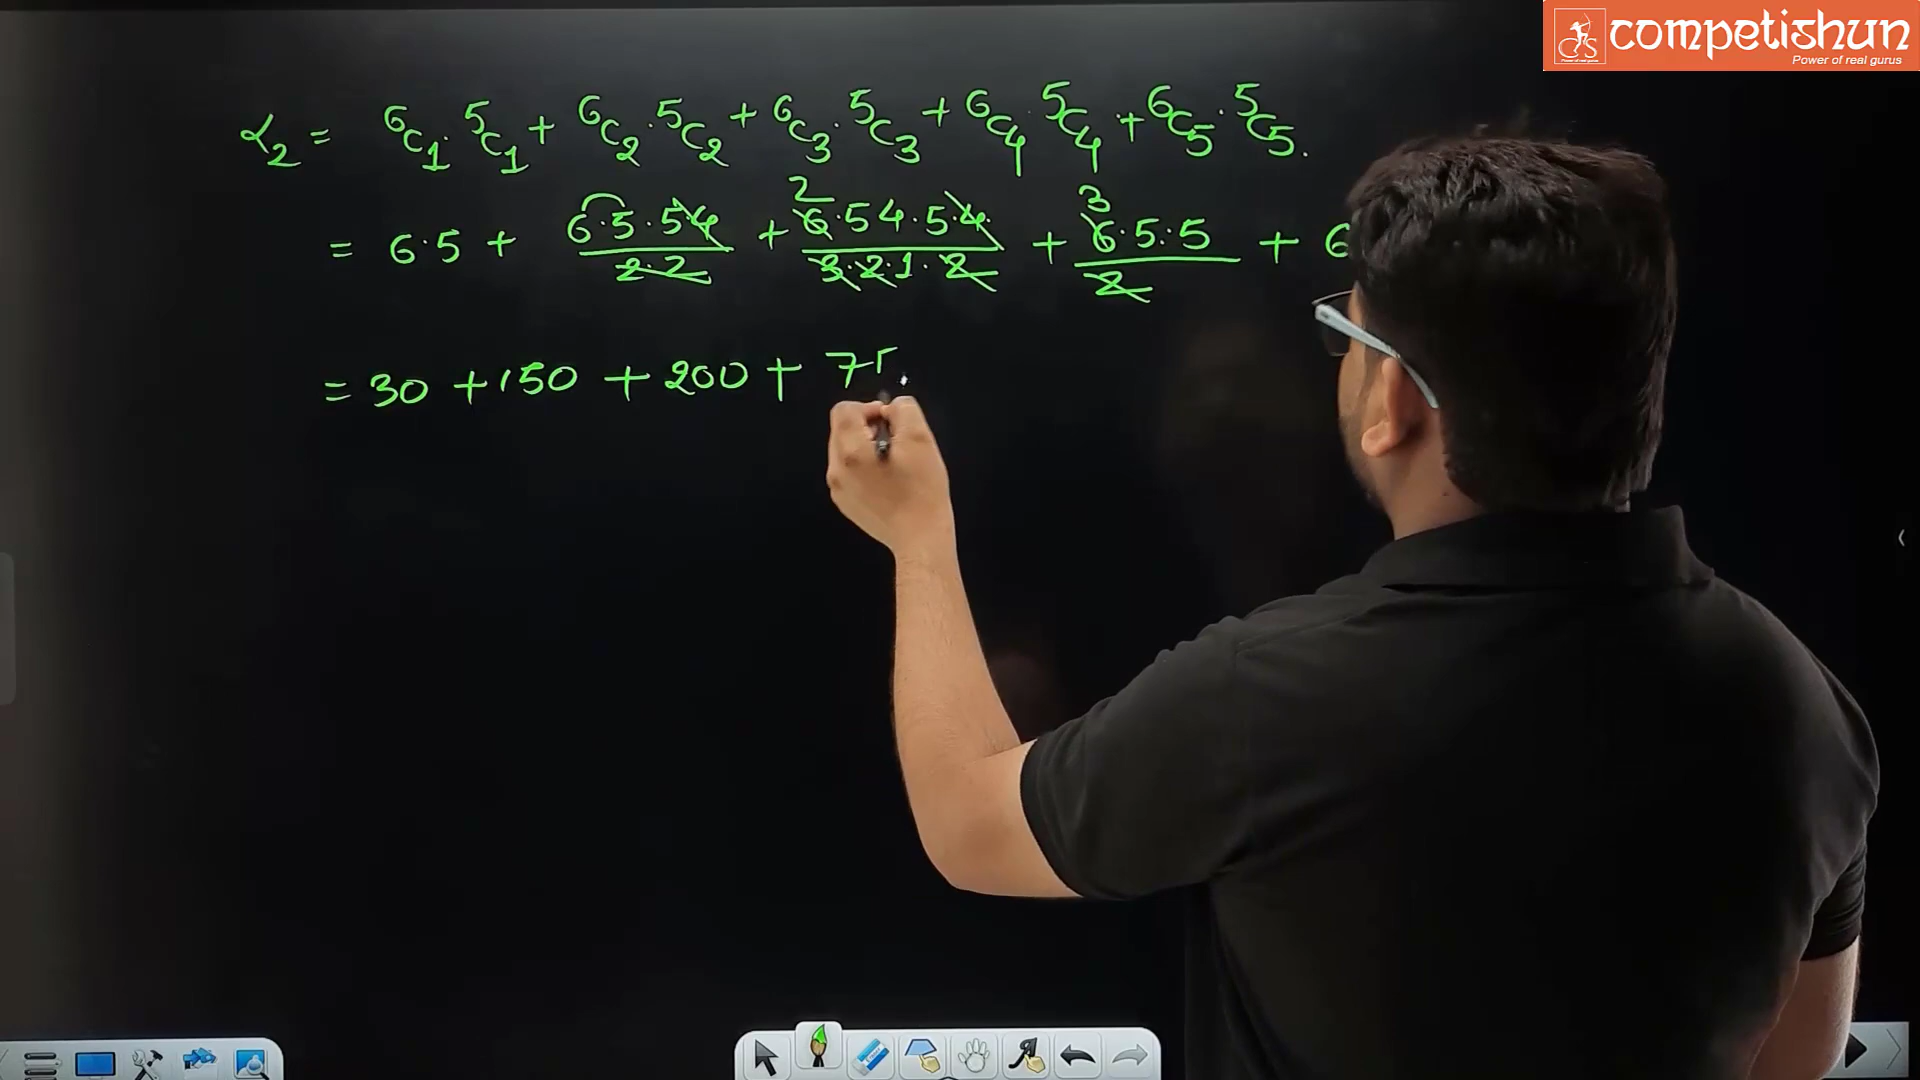 competishun
Power of real gurus
α₂ = ⁶C₁ · ⁵C₁ + ⁶C₂ · ⁵C₂ + ⁶C₃ · ⁵C₃ + ⁶C₄ · ⁵C₄ + ⁶C₅ · ⁵C₅.
= 6·5 + 6·5·5·4/2·2 + 2 6·5 4·5·4/3·2·1·2 + 3 6·5·5/2 + 6
= 30 + 150 + 200 + 75